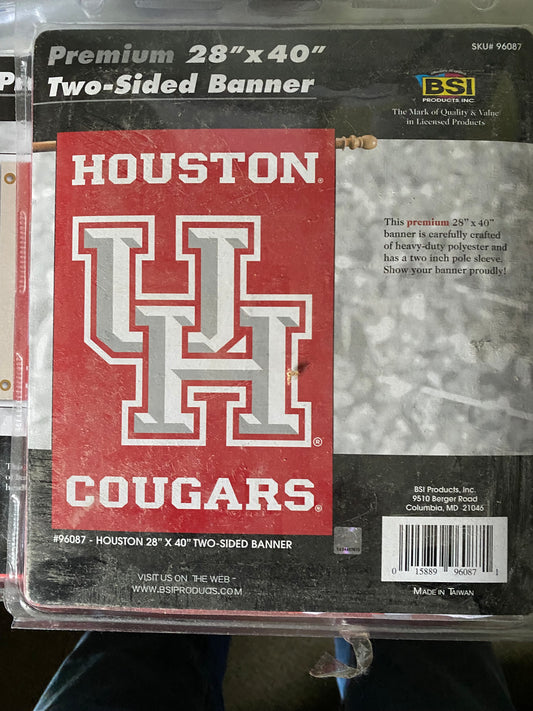 Premium 28" x 40"
Two-Sided Banner
SKU# 96087
BSI
PRODUCTS, INC.
The Mark of Quality & Value
in Licensed Products
HOUSTON®
UH®
COUGARS®
This premium 28" x 40"
banner is carefully crafted
of heavy-duty polyester and
has a two inch pole sleeve.
Show your banner proudly!
#96087 - HOUSTON 28" X 40" TWO-SIDED BANNER
VISIT US ON THE WEB ~
WWW.BSIPRODUCTS.COM
BSI Products, Inc.
9510 Berger Road
Columbia, MD 21046
0 15889 96087 1
MADE IN TAIWAN